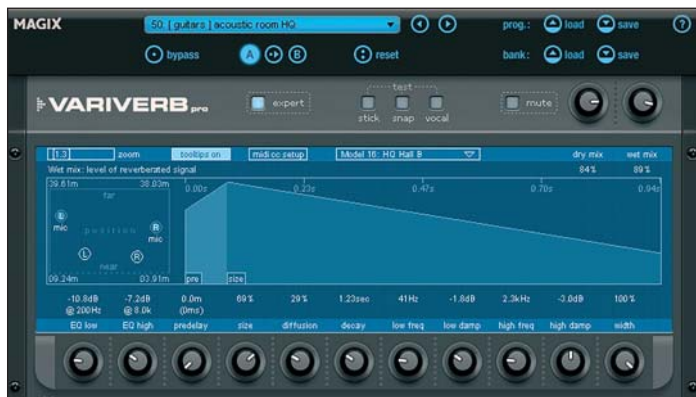 MAGIX
50: [ guitars ] acoustic room HQ
prog.: load save ?
bypass A B reset
bank: load save
VARIVERB pro
expert
test
stick snap vocal
mute
[1.3] zoom tooltips on midi cc setup Model 16: HQ Hall B dry mix wet mix
Wet mix: level of reverberated signal 84% 89%
39.61m 38.03m 0.00s 0.23s 0.47s 0.70s 0.94s
far
L R
mic position mic
L R
near
09.24m 03.91m pre size
-10.8dB -7.2dB 0.0m 69% 29% 1.23sec 41Hz -1.8dB 2.3kHz -3.0dB 100%
@ 200Hz @ 8.0k (0ms)
EQ low EQ high predelay size diffusion decay low freq low damp high freq high damp width